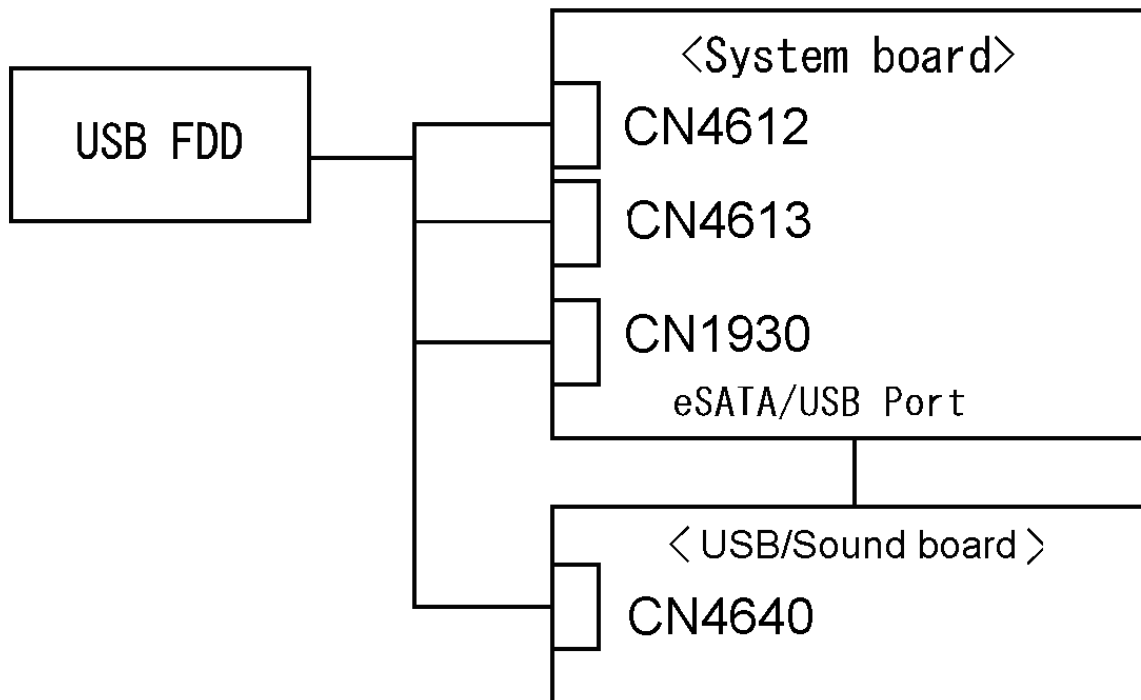 <System board>
USB FDD
CN4612
CN4613
CN1930
eSATA/USB Port
<USB/Sound board>
CN4640